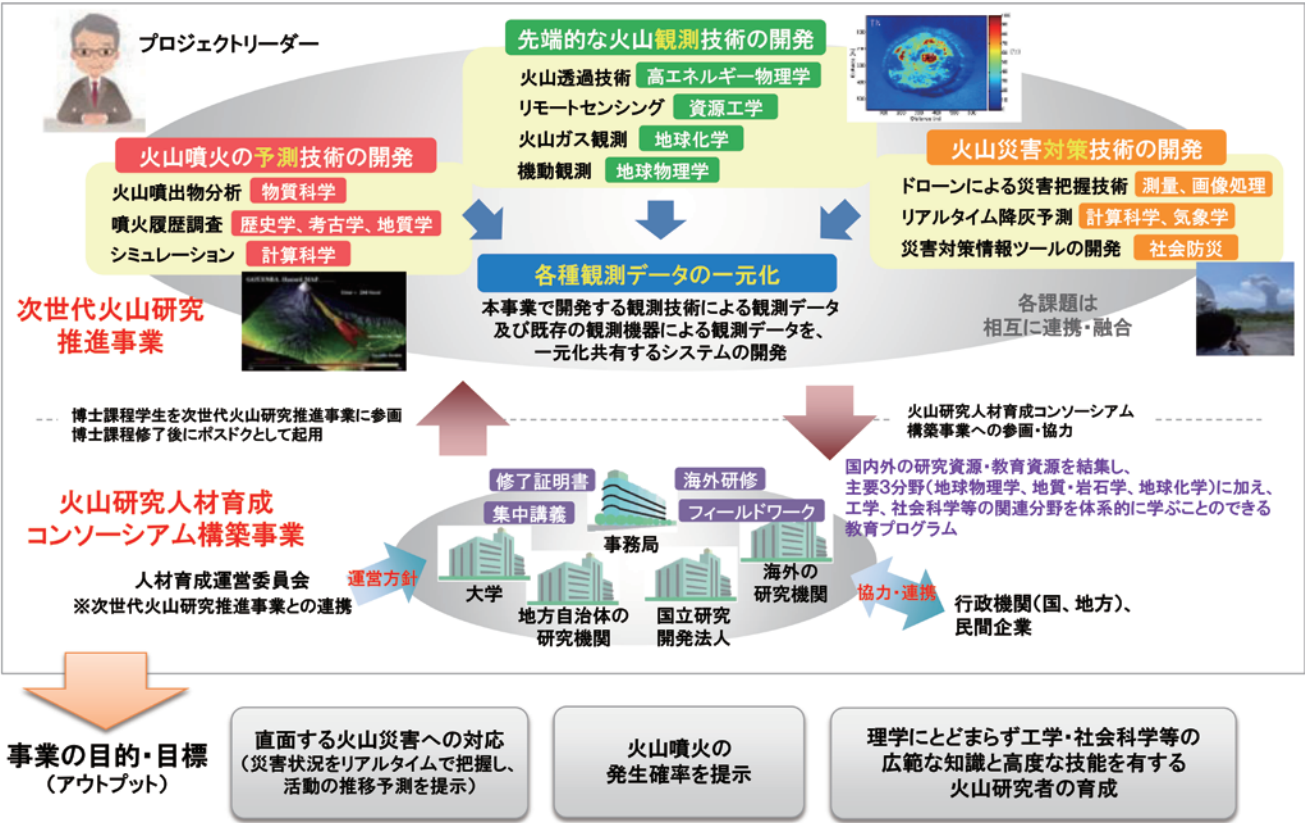 プロジェクトリーダー
先端的な火山観測技術の開発
火山透過技術 高エネルギー物理学
リモートセンシング 資源工学
火山ガス観測 地球化学
機動観測 地球物理学
火山噴火の予測技術の開発
火山噴出物分析 物質科学
噴火履歴調査 歴史学、考古学、地質学
シミュレーション 計算科学
火山災害対策技術の開発
ドローンによる災害把握技術 測量、画像処理
リアルタイム降灰予測 計算科学、気象学
災害対策情報ツールの開発 社会防災
各種観測データの一元化
本事業で開発する観測技術による観測データ
及び既存の観測機器による観測データを、
一元化共有するシステムの開発
次世代火山研究
推進事業
各課題は
相互に連携・融合
博士課程学生を次世代火山研究推進事業に参画
博士課程修了後にポスドクとして起用
火山研究人材育成コンソーシアム
構築事業への参画・協力
国内外の研究資源・教育資源を結集し、
主要3分野(地球物理学、地質・岩石学、地球化学)に加え、
工学、社会科学等の関連分野を体系的に学ぶことのできる
教育プログラム
火山研究人材育成
コンソーシアム構築事業
修了証明書
海外研修
集中講義
フィールドワーク
事務局
大学
地方自治体の
研究機関
国立研究
開発法人
海外の
研究機関
人材育成運営委員会
※次世代火山研究推進事業との連携
運営方針
協力・連携
行政機関(国、地方)、
民間企業
事業の目的・目標
(アウトプット)
直面する火山災害への対応
(災害状況をリアルタイムで把握し、
活動の推移予測を提示)
火山噴火の
発生確率を提示
理学にとどまらず工学・社会科学等の
広範な知識と高度な技能を有する
火山研究者の育成